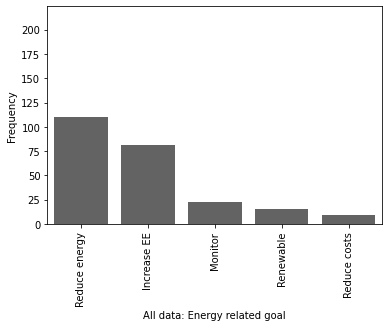 200
175
150
125
100
75
50
25
0
Frequency
Reduce energy
Increase EE
Monitor
Renewable
Reduce costs
All data: Energy related goal